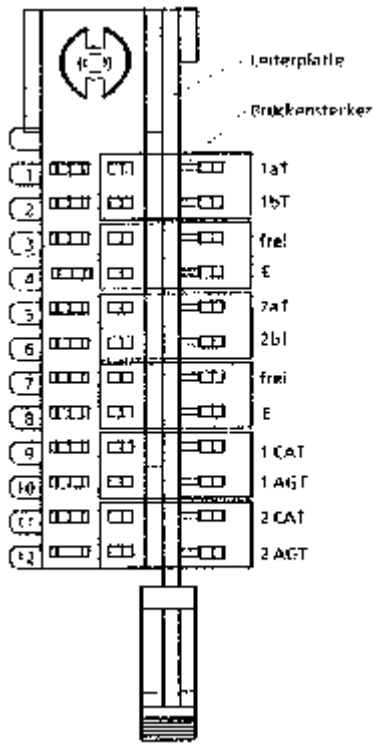 Leiterplatte
Brückenstecker
1 1aT
2 1bT
3 frei
4 E
5 2aT
6 2bT
7 frei
8 E
9 1 CAT
10 1 AGT
11 2 CAT
12 2 AGT